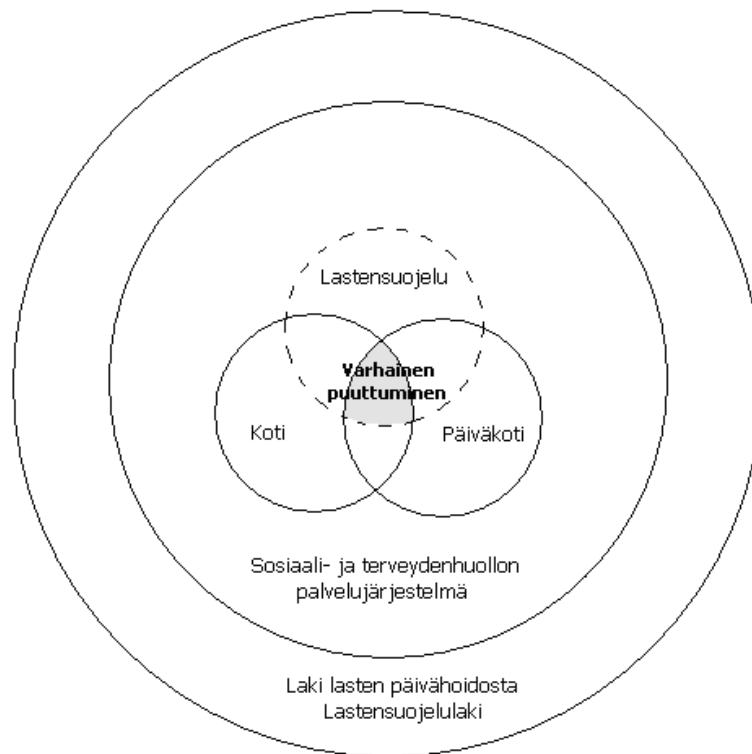 Lastensuojelu
Varhainen
puuttuminen
Koti
Päiväkoti
Sosiaali- ja terveydenhuollon
palvelujärjestelmä
Laki lasten päivähoidosta
Lastensuojelulaki